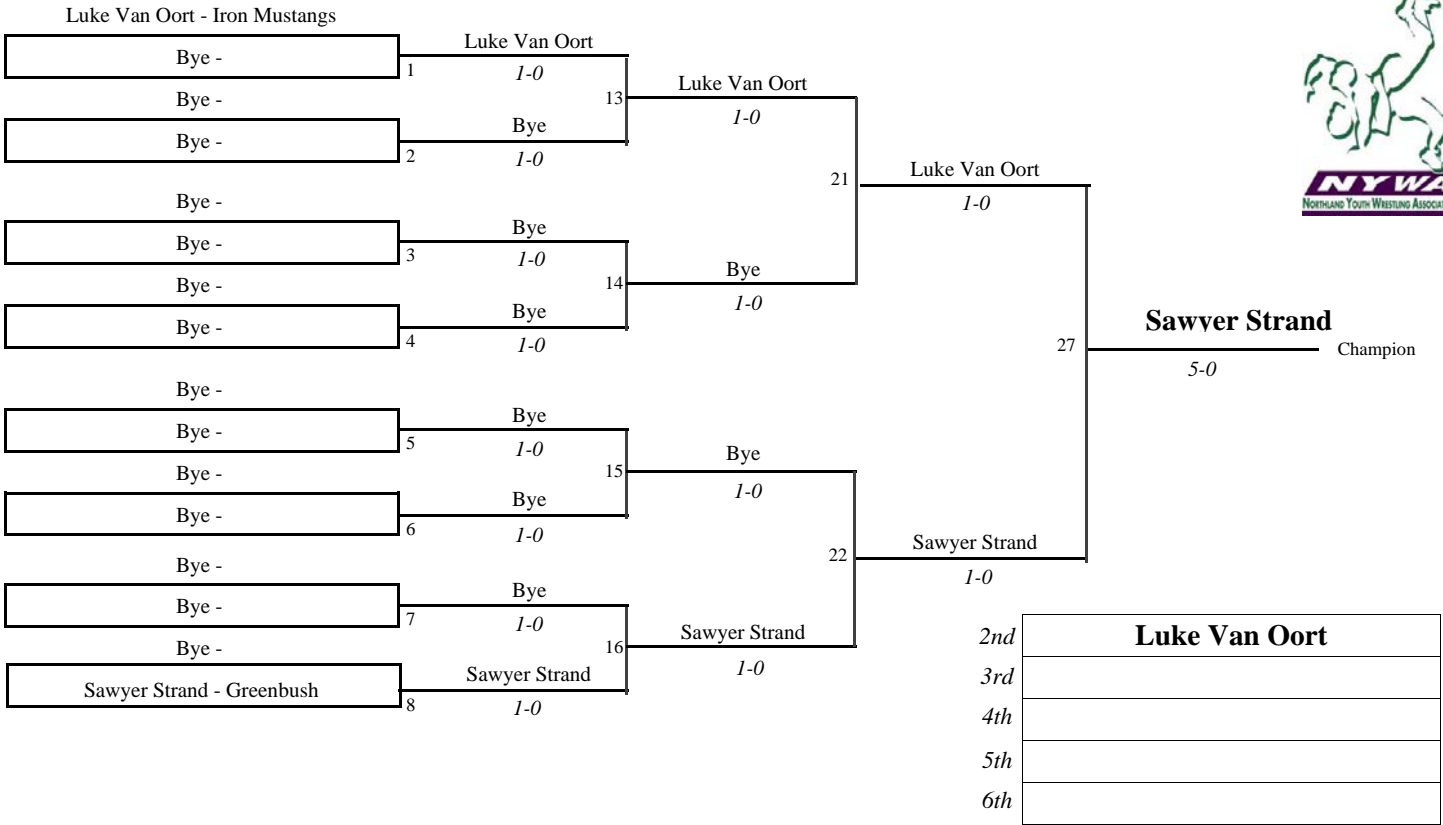 Luke Van Oort - Iron Mustangs
Bye -
1
Bye -
Bye -
2
Bye -
Bye -
3
Bye -
Bye -
4
Bye -
Bye -
5
Bye -
Bye -
6
Bye -
Bye -
7
Bye -
Sawyer Strand - Greenbush
8
Luke Van Oort
1-0
13
Bye
1-0
Bye
1-0
14
Bye
1-0
Bye
1-0
15
Bye
1-0
Bye
1-0
16
Sawyer Strand
1-0
Luke Van Oort
1-0
21
Bye
1-0
Bye
1-0
22
Sawyer Strand
1-0
Luke Van Oort
1-0
27
Sawyer Strand
1-0
Sawyer Strand
Champion
5-0
2nd Luke Van Oort
3rd
4th
5th
6th
NYWA
NORTHLAND YOUTH WRESTLING